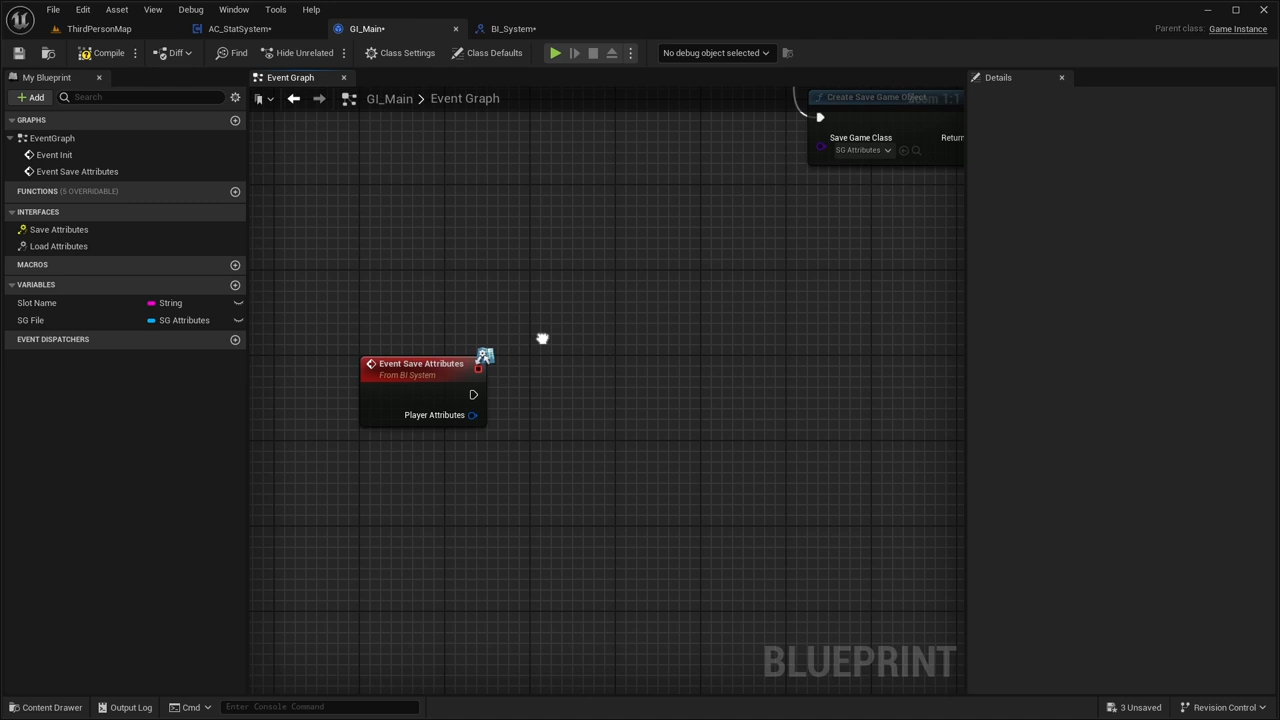 File Edit Asset View Debug Window Tools Help
ThirdPersonMap AC_StatSystem• GI_Main• BI_System• Parent class: Game Instance
Compile Diff Find Hide Unrelated Class Settings Class Defaults No debug object selected
My Blueprint Event Graph Details
Add Search GI_Main > Event Graph Zoom 1:1
Create Save Game Object
GRAPHS
EventGraph
Save Game Class Return
SG Attributes
Event Init
Event Save Attributes
FUNCTIONS (5 OVERRIDABLE)
INTERFACES
Save Attributes
Load Attributes
MACROS
VARIABLES
Slot Name String
SG File SG Attributes
EVENT DISPATCHERS
Event Save Attributes
From BI System
Player Attributes
BLUEPRINT
Content Drawer Output Log Cmd Enter Console Command 3 Unsaved Revision Control